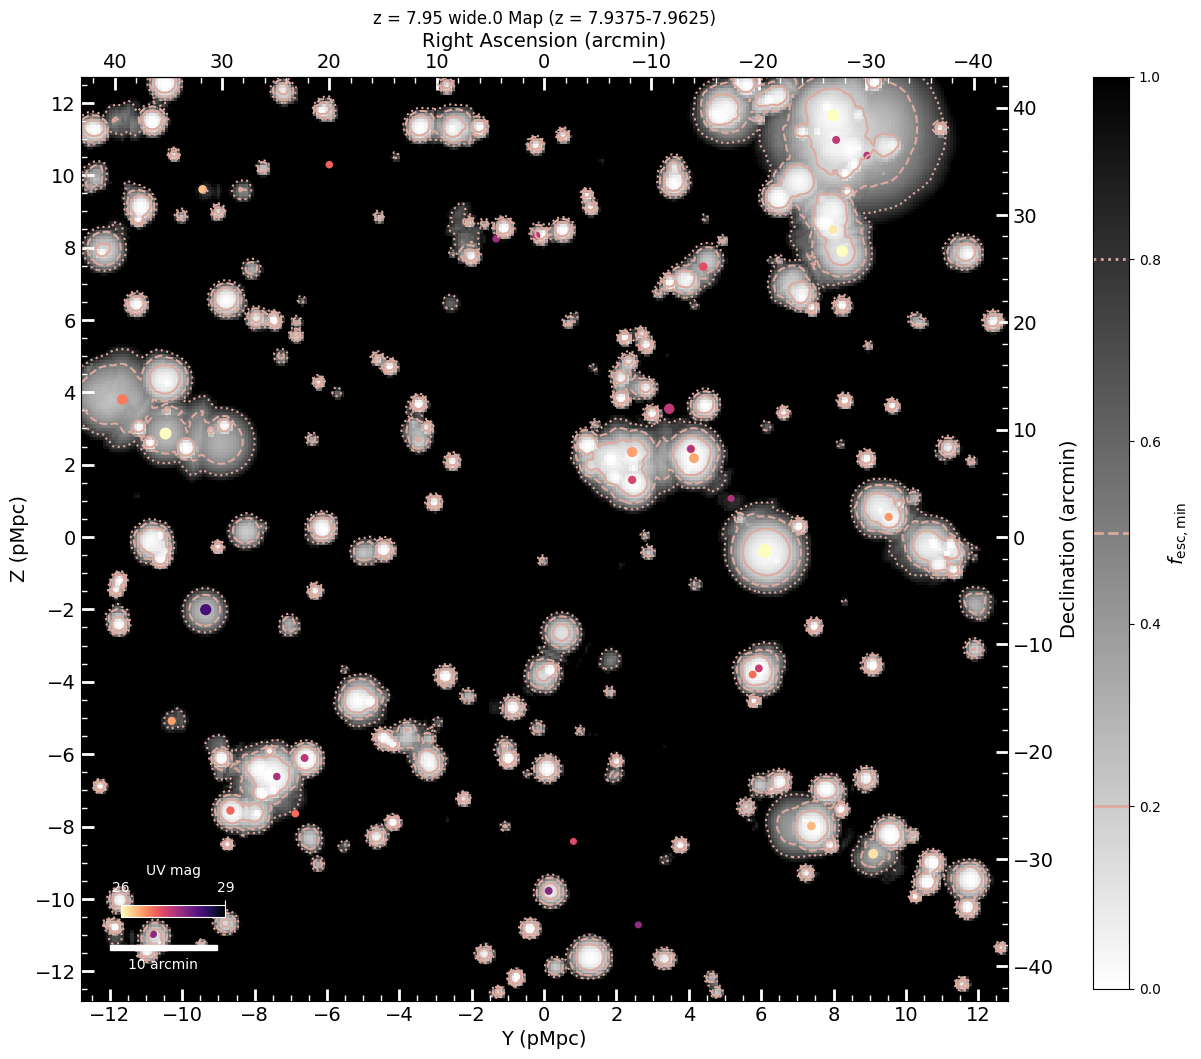 z = 7.95 wide.0 Map (z = 7.9375-7.9625)
Right Ascension (arcmin)
40 30 20 10 0 −10 −20 −30 −40
12 10 8 6 4 2 0 −2 −4 −6 −8 −10 −12
Z (pMpc)
40 30 20 10 0 −10 −20 −30 −40
Declination (arcmin)
1.0 0.8 0.6 0.4 0.2 0.0
f_esc,min
UV mag
26 29
10 arcmin
−12 −10 −8 −6 −4 −2 0 2 4 6 8 10 12
Y (pMpc)